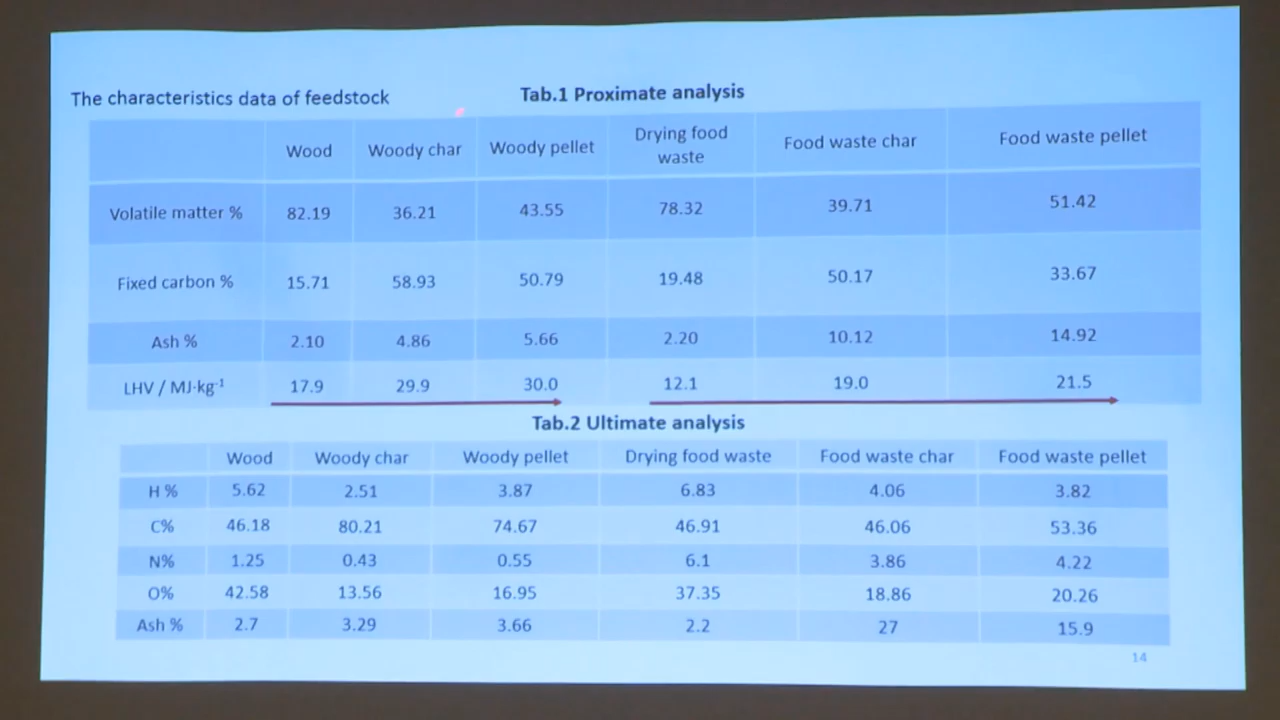 The characteristics data of feedstock
Tab.1 Proximate analysis
Wood Woody char Woody pellet Drying food waste Food waste char Food waste pellet
Volatile matter % 82.19 36.21 43.55 78.32 39.71 51.42
Fixed carbon % 15.71 58.93 50.79 19.48 50.17 33.67
Ash % 2.10 4.86 5.66 2.20 10.12 14.92
LHV / MJ·kg⁻¹ 17.9 29.9 30.0 12.1 19.0 21.5
Tab.2 Ultimate analysis
Wood Woody char Woody pellet Drying food waste Food waste char Food waste pellet
H % 5.62 2.51 3.87 6.83 4.06 3.82
C% 46.18 80.21 74.67 46.91 46.06 53.36
N% 1.25 0.43 0.55 6.1 3.86 4.22
O% 42.58 13.56 16.95 37.35 18.86 20.26
Ash % 2.7 3.29 3.66 2.2 27 15.9
14